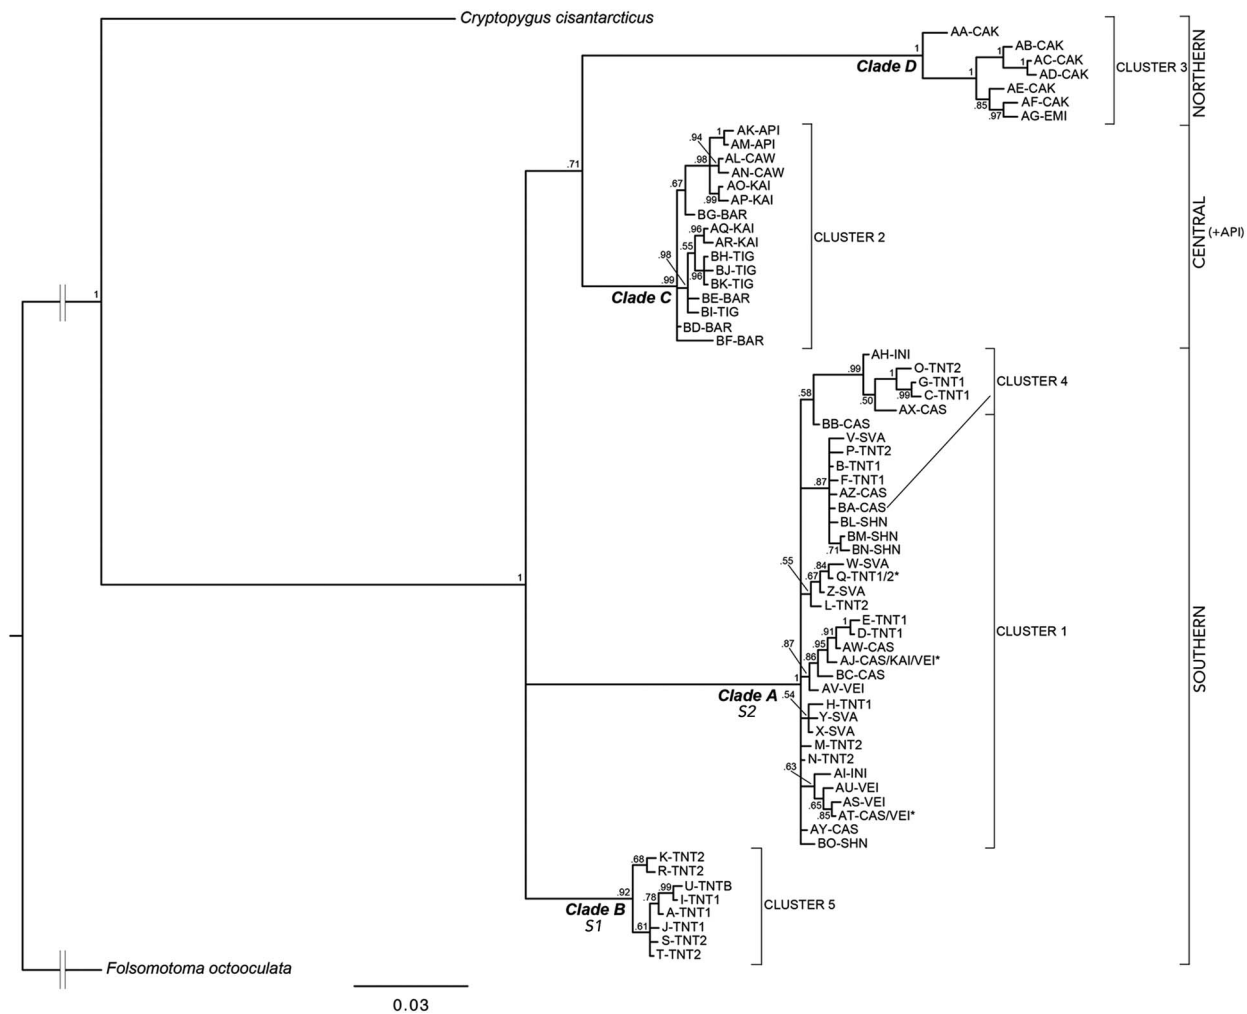 Cryptopygus cisantarcticus
AA-CAK
1
Clade D
AB-CAK
1
AC-CAK
1
AD-CAK
1
AE-CAK
.85
AF-CAK
.97
AG-EMI
CLUSTER 3
NORTHERN
.71
AK-API
1
AM-API
.94
AL-CAW
.98
AN-CAW
AO-KAI
.99
AP-KAI
.67
BG-BAR
AQ-KAI
.96
AR-KAI
.55
BH-TIG
.98
BJ-TIG
.96
BK-TIG
.99
Clade C
BE-BAR
BI-TIG
BD-BAR
BF-BAR
CLUSTER 2
CENTRAL
(+API)
1
AH-INI
.99
O-TNT2
1
G-TNT1
.99
C-TNT1
.50
AX-CAS
CLUSTER 4
.58
BB-CAS
V-SVA
P-TNT2
B-TNT1
F-TNT1
.87
AZ-CAS
BA-CAS
BL-SHN
BM-SHN
.71
BN-SHN
.55
W-SVA
.84
Q-TNT1/2*
.67
Z-SVA
L-TNT2
1
E-TNT1
1
D-TNT1
.91
AW-CAS
.87
.95
AJ-CAS/KAI/VEI*
.86
BC-CAS
AV-VEI
1
Clade A
S2
.54
H-TNT1
Y-SVA
X-SVA
M-TNT2
N-TNT2
.63
AI-INI
AU-VEI
.65
AS-VEI
.85
AT-CAS/VEI*
AY-CAS
BO-SHN
CLUSTER 1
SOUTHERN
K-TNT2
.68
R-TNT2
.92
Clade B
S1
U-TNTB
.99
I-TNT1
.78
A-TNT1
.61
J-TNT1
S-TNT2
T-TNT2
CLUSTER 5
Folsomotoma octooculata
0.03